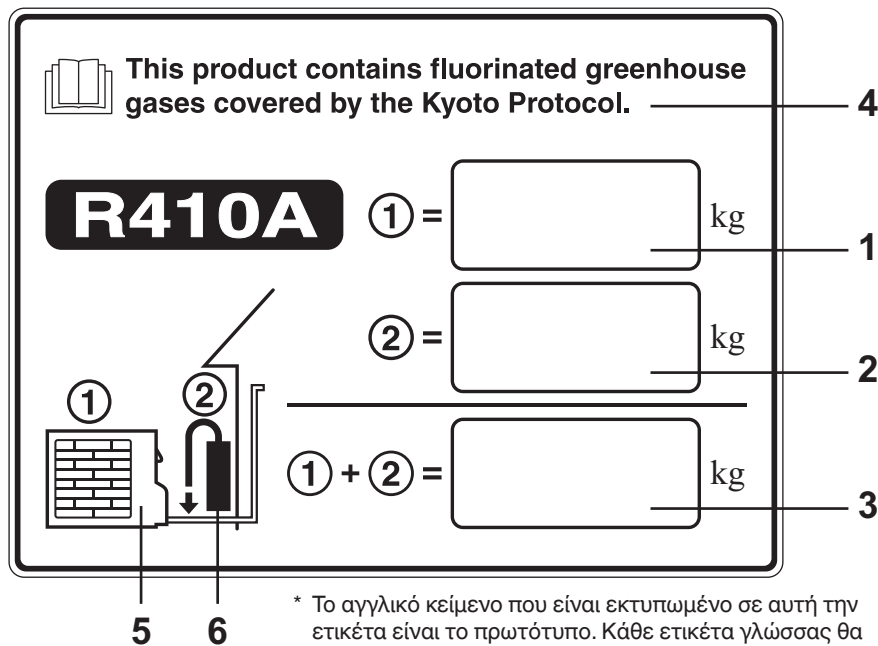 This product contains fluorinated greenhouse
gases covered by the Kyoto Protocol.
4
R410A ① = kg
1
② = kg
2
① ②
① + ② = kg
3
5 6
* Το αγγλικό κείμενο που είναι εκτυπωμένο σε αυτή την
ετικέτα είναι το πρωτότυπο. Κάθε ετικέτα γλώσσας θα